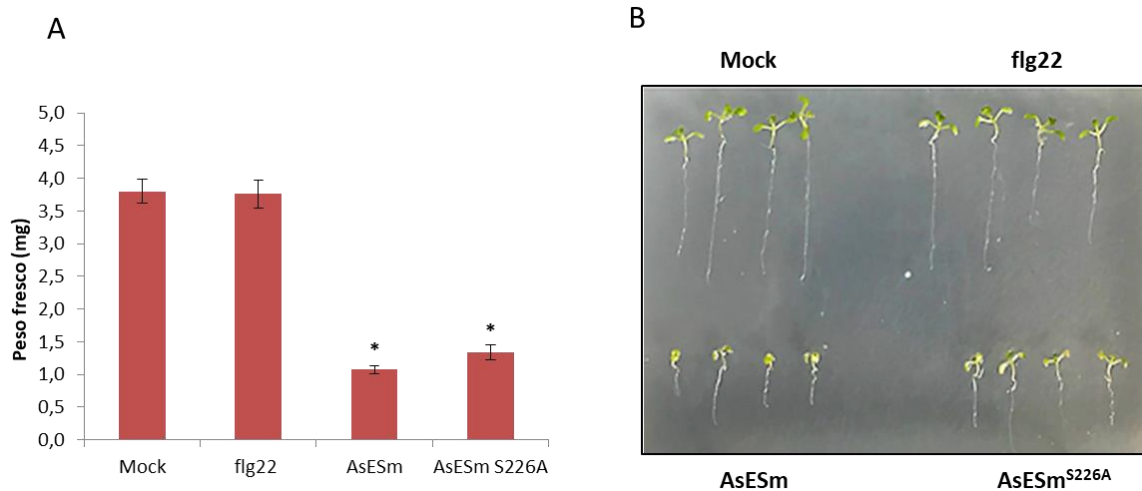 A
Peso fresco (mg)
5,0
4,5
4,0
3,5
3,0
2,5
2,0
1,5
1,0
0,5
0,0
*
*
Mock flg22 AsESm AsESm S226A
B
Mock flg22
AsESm AsESmS226A